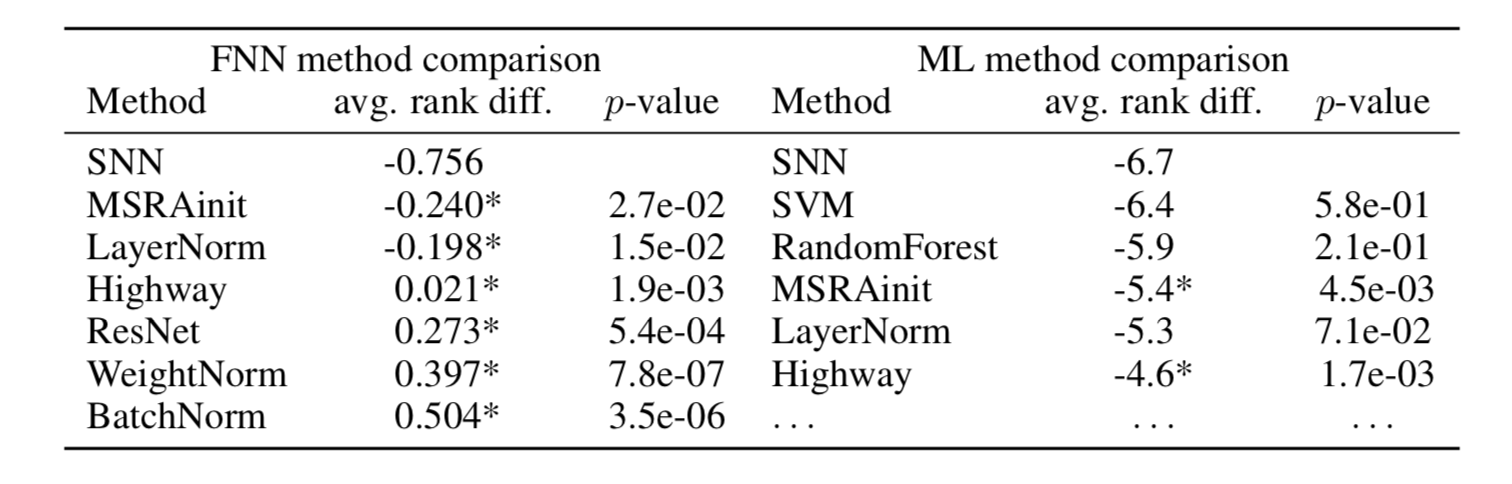 FNN method comparison ML method comparison
Method avg. rank diff. p-value Method avg. rank diff. p-value
SNN -0.756 SNN -6.7
MSRAinit -0.240* 2.7e-02 SVM -6.4 5.8e-01
LayerNorm -0.198* 1.5e-02 RandomForest -5.9 2.1e-01
Highway 0.021* 1.9e-03 MSRAinit -5.4* 4.5e-03
ResNet 0.273* 5.4e-04 LayerNorm -5.3 7.1e-02
WeightNorm 0.397* 7.8e-07 Highway -4.6* 1.7e-03
BatchNorm 0.504* 3.5e-06 ... ... ...